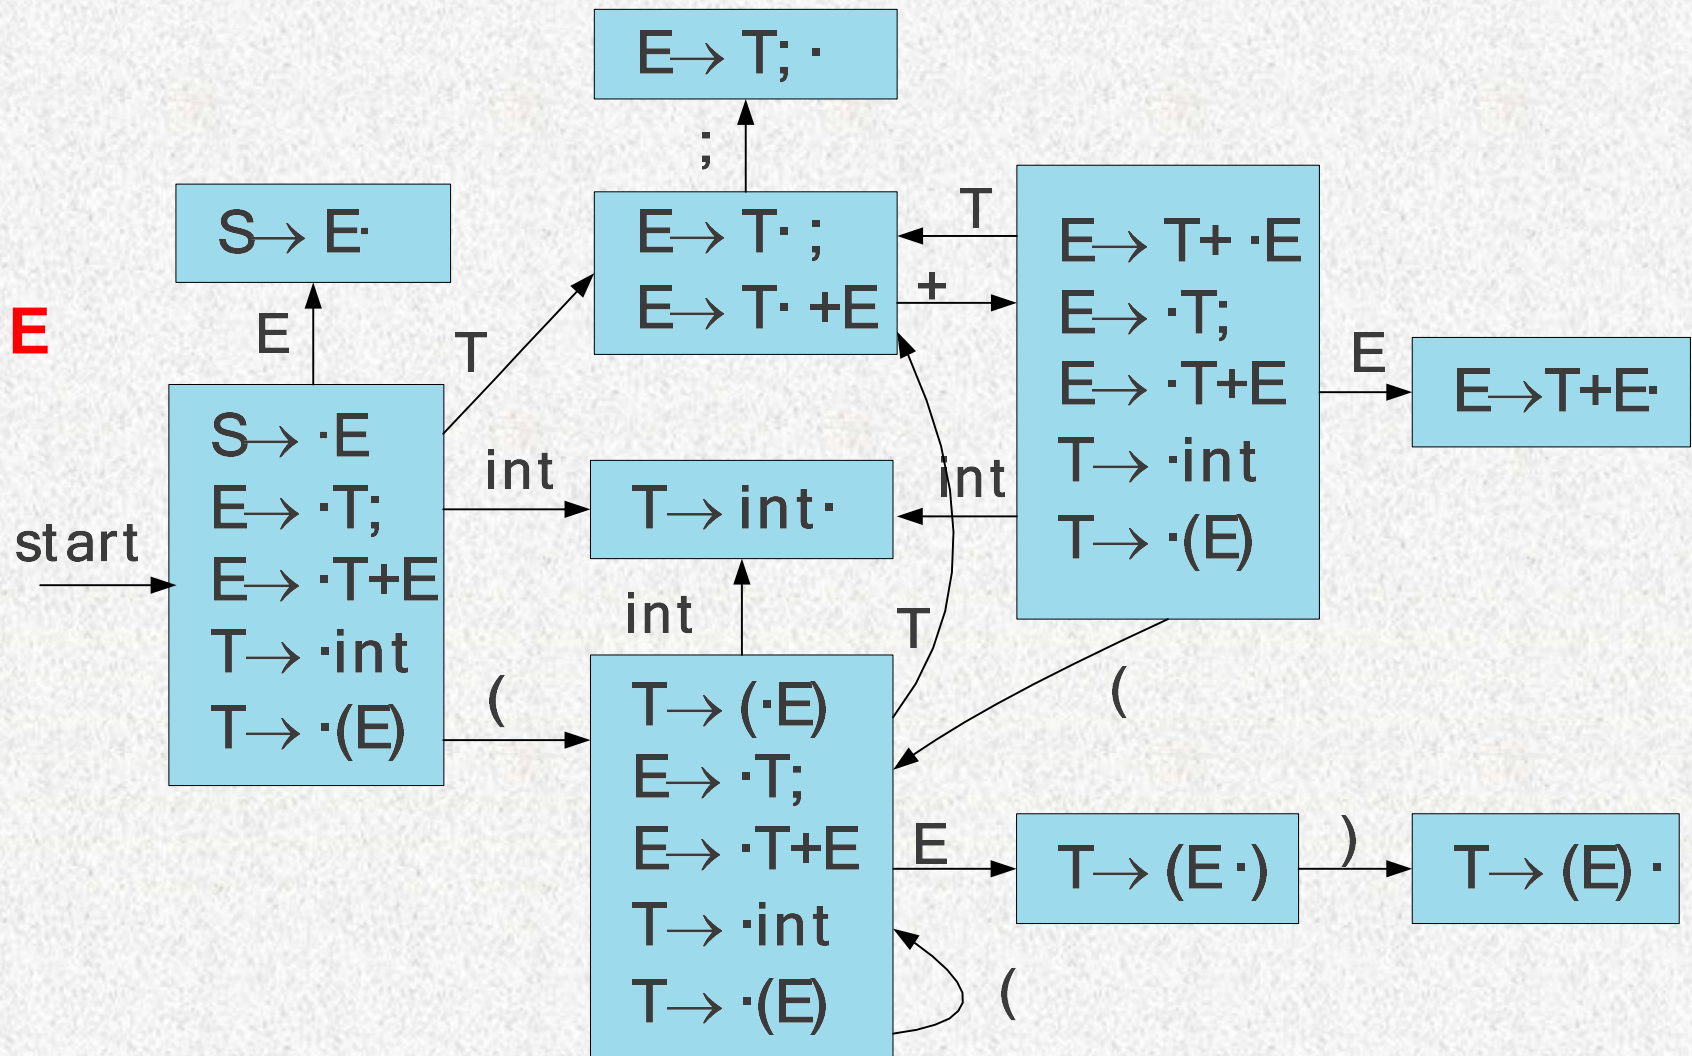 E→ T; ·
;
S→ E·
E→ T· ;
E→ T· +E
T
+
E→ T+ ·E
E→ ·T;
E→ ·T+E
T→ ·int
T→ ·(E)
E
E
T
E
E→T+E·
S→ ·E
E→ ·T;
E→ ·T+E
T→ ·int
T→ ·(E)
start
int
T→ int·
int
int
T
(
(
T→ (·E)
E→ ·T;
E→ ·T+E
T→ ·int
T→ ·(E)
E
T→ (E ·)
)
T→ (E) ·
(